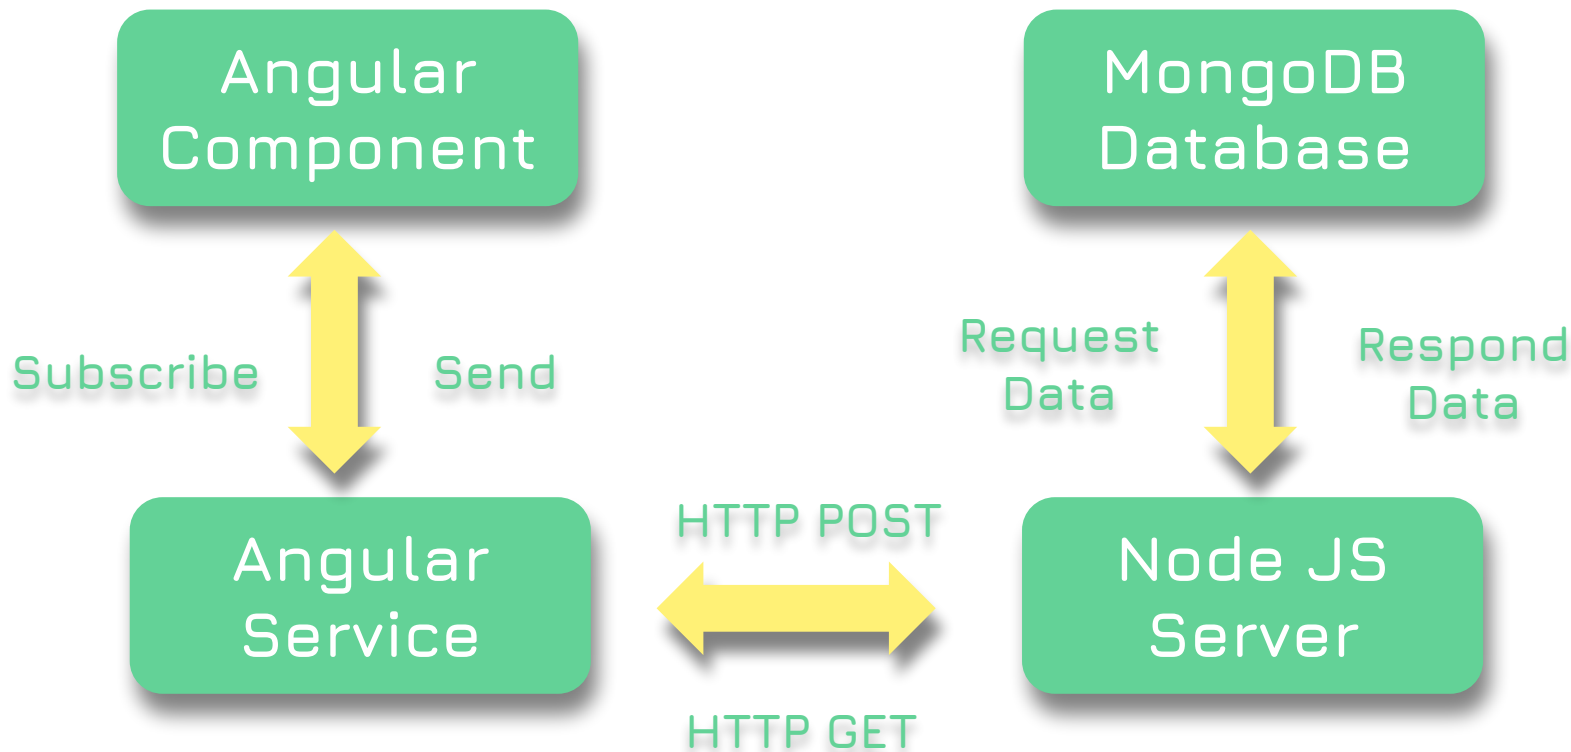 Angular
Component
MongoDB
Database
Subscribe
Send
Request
Data
Respond
Data
Angular
Service
HTTP POST
HTTP GET
Node JS
Server